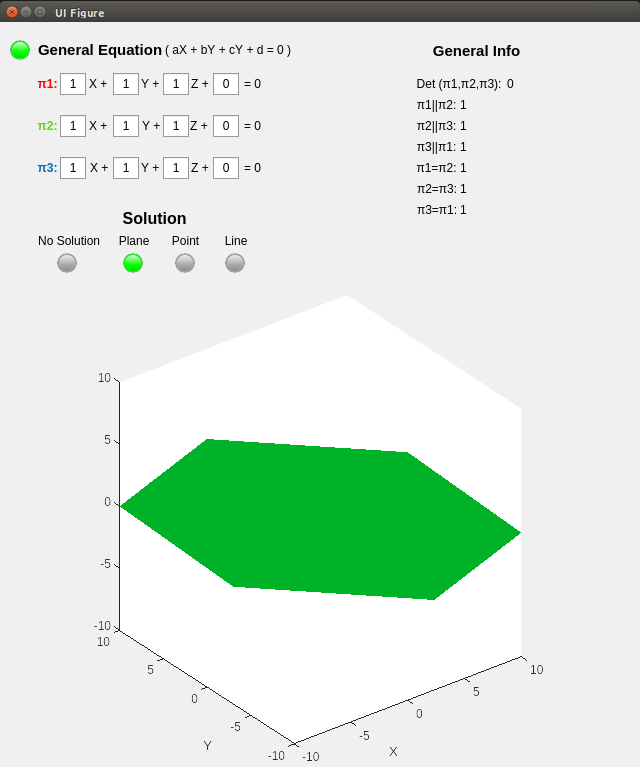 UI Figure
General Equation ( aX + bY + cY + d = 0 )
General Info
π1: 1 X + 1 Y + 1 Z + 0 = 0
Det (π1,π2,π3): 0
π1||π2: 1
π2: 1 X + 1 Y + 1 Z + 0 = 0
π2||π3: 1
π3||π1: 1
π3: 1 X + 1 Y + 1 Z + 0 = 0
π1=π2: 1
π2=π3: 1
π3=π1: 1
Solution
No Solution Plane Point Line
10
5
0
-5
-10
10
5
0
-5
-10
Y
-10
-5
0
5
10
X